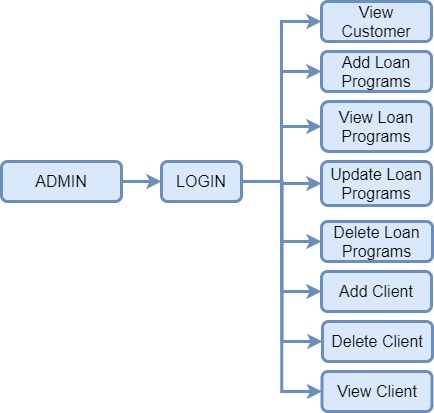 View
Customer
Add Loan
Programs
View Loan
Programs
ADMIN
LOGIN
Update Loan
Programs
Delete Loan
Programs
Add Client
Delete Client
View Client